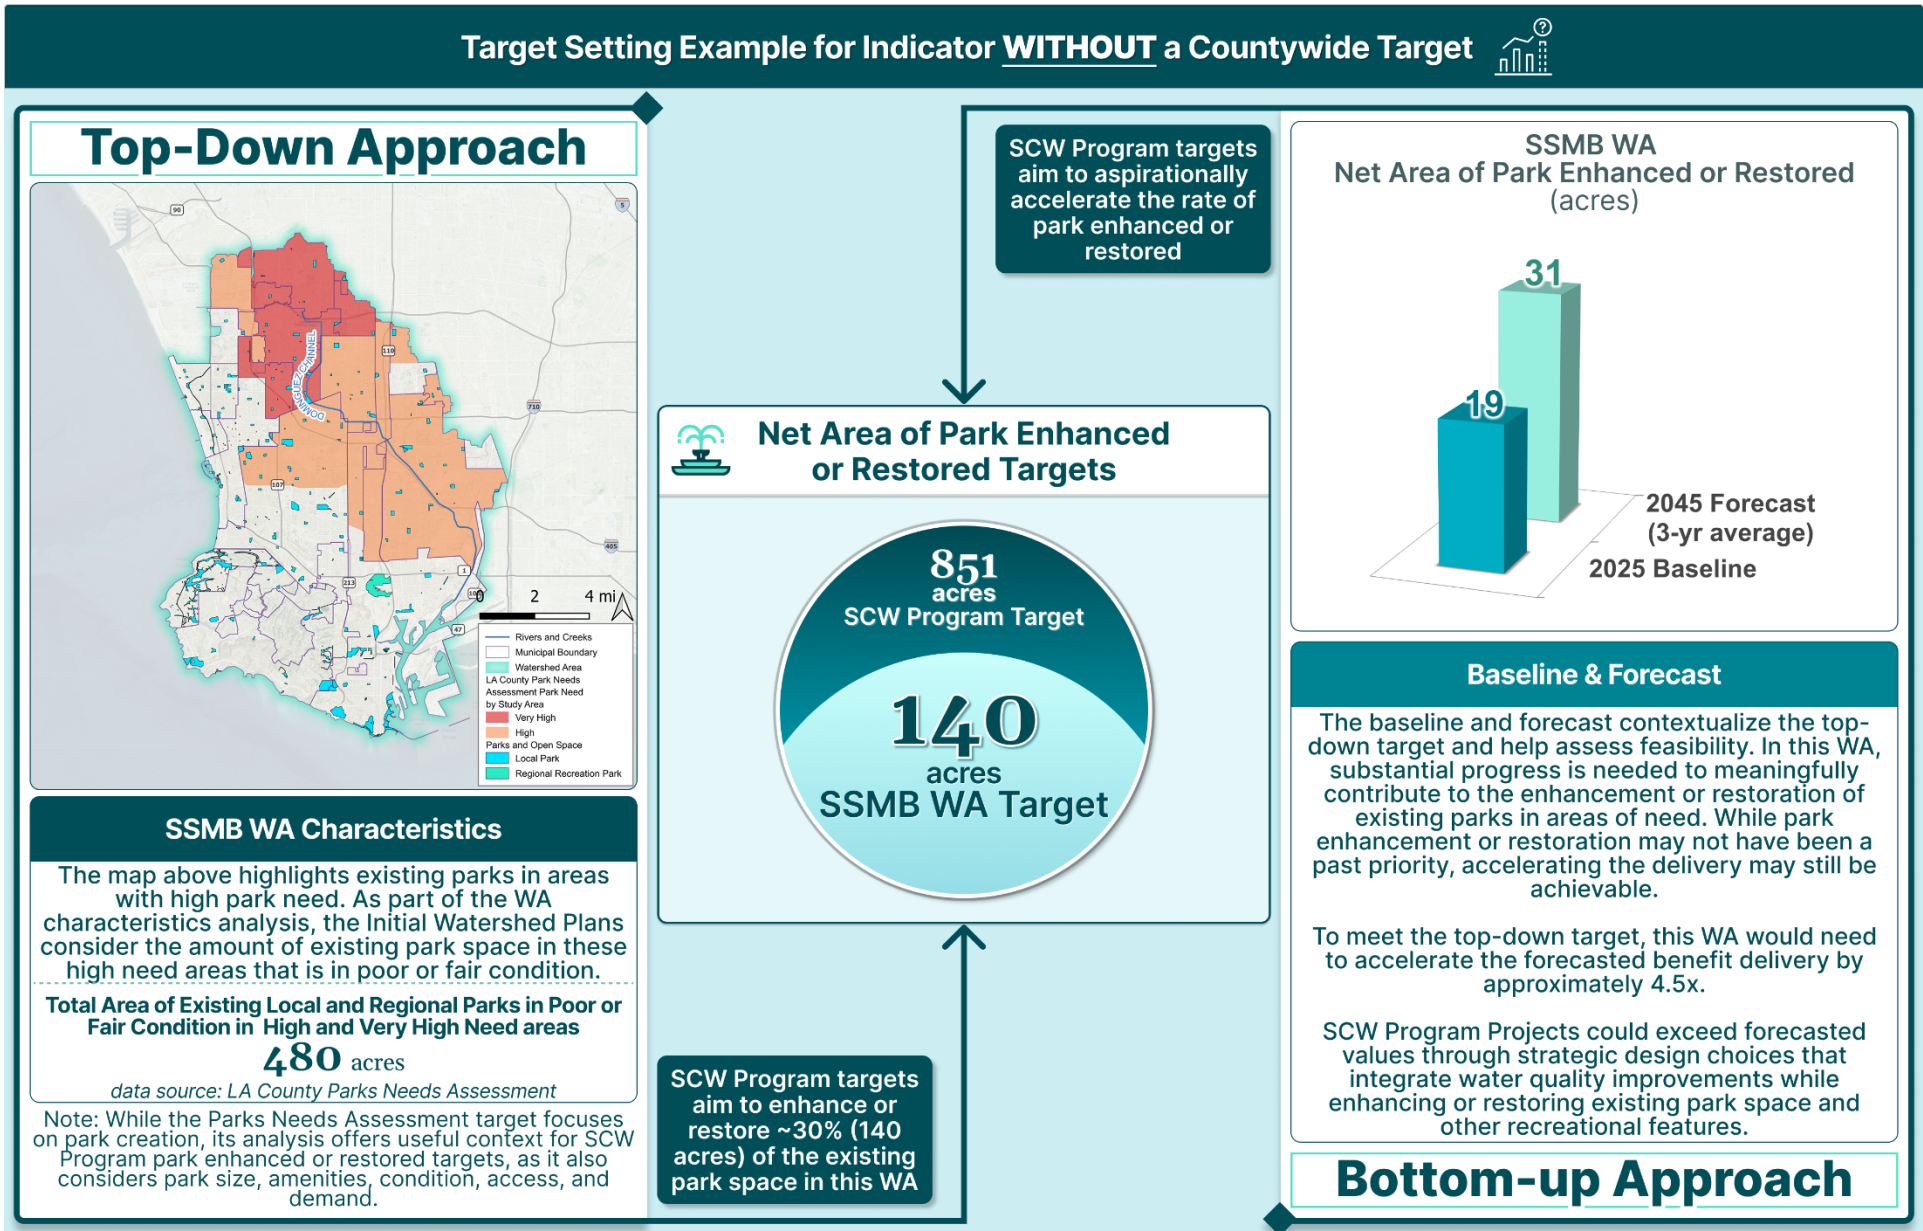 Target Setting Example for Indicator WITHOUT a Countywide Target
?
Top-Down Approach
90
5
110
710
107
405
213
1
47
DOMINGUEZ CHANNEL
0 2 4 mi
Rivers and Creeks
Municipal Boundary
Watershed Area
LA County Park Needs
Assessment Park Need
by Study Area
Very High
High
Parks and Open Space
Local Park
Regional Recreation Park
SSMB WA Characteristics
The map above highlights existing parks in areas
with high park need. As part of the WA
characteristics analysis, the Initial Watershed Plans
consider the amount of existing park space in these
high need areas that is in poor or fair condition.
Total Area of Existing Local and Regional Parks in Poor or
Fair Condition in High and Very High Need areas
480 acres
data source: LA County Parks Needs Assessment
Note: While the Parks Needs Assessment target focuses
on park creation, its analysis offers useful context for SCW
Program park enhanced or restored targets, as it also
considers park size, amenities, condition, access, and
demand.
SCW Program targets
aim to aspirationally
accelerate the rate of
park enhanced or
restored
Net Area of Park Enhanced
or Restored Targets
851
acres
SCW Program Target
140
acres
SSMB WA Target
SCW Program targets
aim to enhance or
restore ~30% (140
acres) of the existing
park space in this WA
SSMB WA
Net Area of Park Enhanced or Restored
(acres)
31
19
2045 Forecast
(3-yr average)
2025 Baseline
Baseline & Forecast
The baseline and forecast contextualize the top-
down target and help assess feasibility. In this WA,
substantial progress is needed to meaningfully
contribute to the enhancement or restoration of
existing parks in areas of need. While park
enhancement or restoration may not have been a
past priority, accelerating the delivery may still be
achievable.
To meet the top-down target, this WA would need
to accelerate the forecasted benefit delivery by
approximately 4.5x.
SCW Program Projects could exceed forecasted
values through strategic design choices that
integrate water quality improvements while
enhancing or restoring existing park space and
other recreational features.
Bottom-up Approach